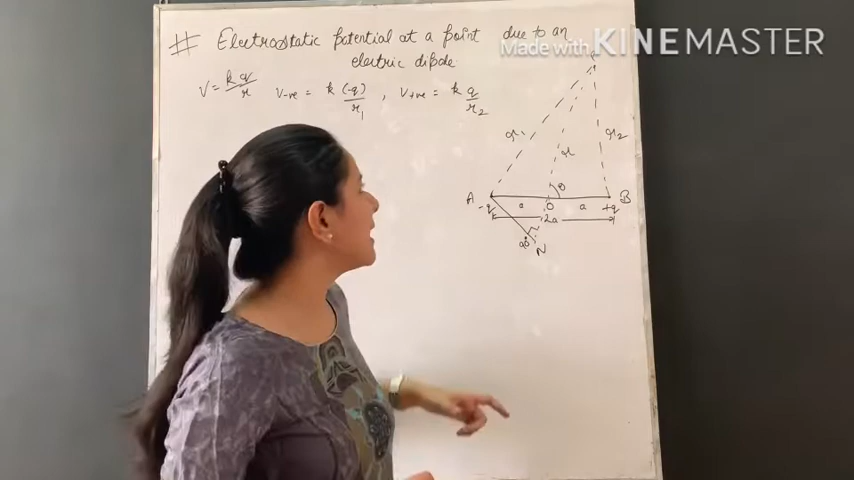 # Electrostatic potential at a point due to an
electric dipole
Made with KINEMASTER
V = kq/r V-ve = k(-q)/r1 , V+ve = k q/r2
r2
r
θ
A B
a O a
-q +q
2a
90°
N